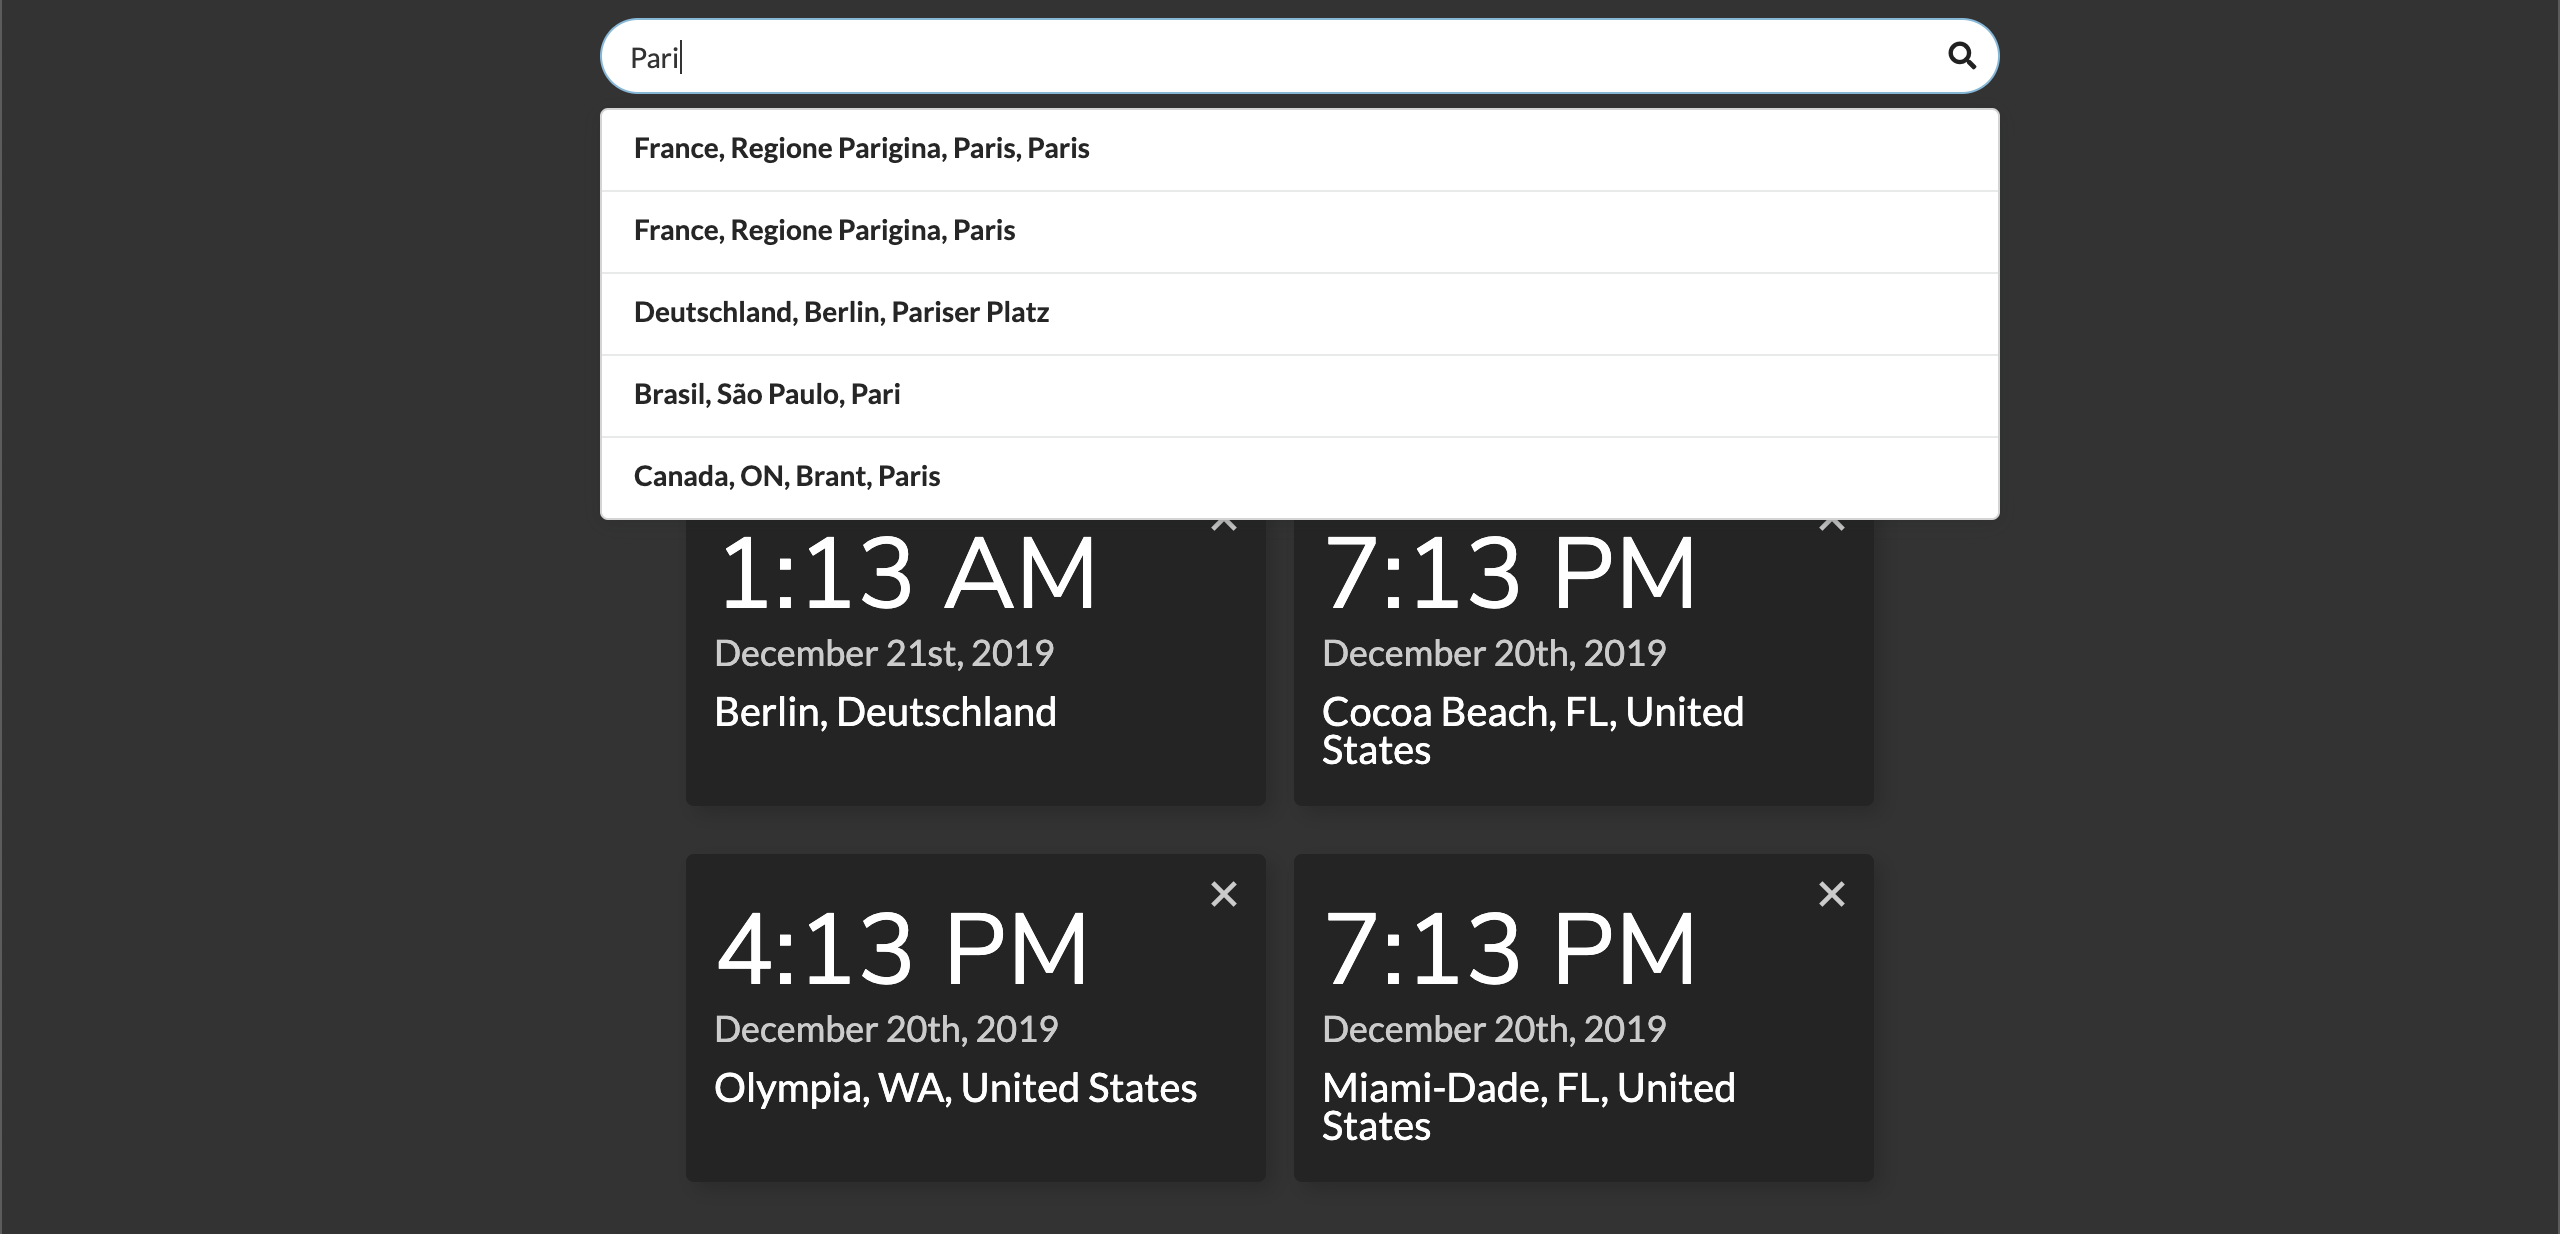 Pari
France, Regione Parigina, Paris, Paris
France, Regione Parigina, Paris
Deutschland, Berlin, Pariser Platz
Brasil, São Paulo, Pari
Canada, ON, Brant, Paris
1:13 AM
December 21st, 2019
Berlin, Deutschland
7:13 PM
December 20th, 2019
Cocoa Beach, FL, United
States
4:13 PM
December 20th, 2019
Olympia, WA, United States
7:13 PM
December 20th, 2019
Miami-Dade, FL, United
States